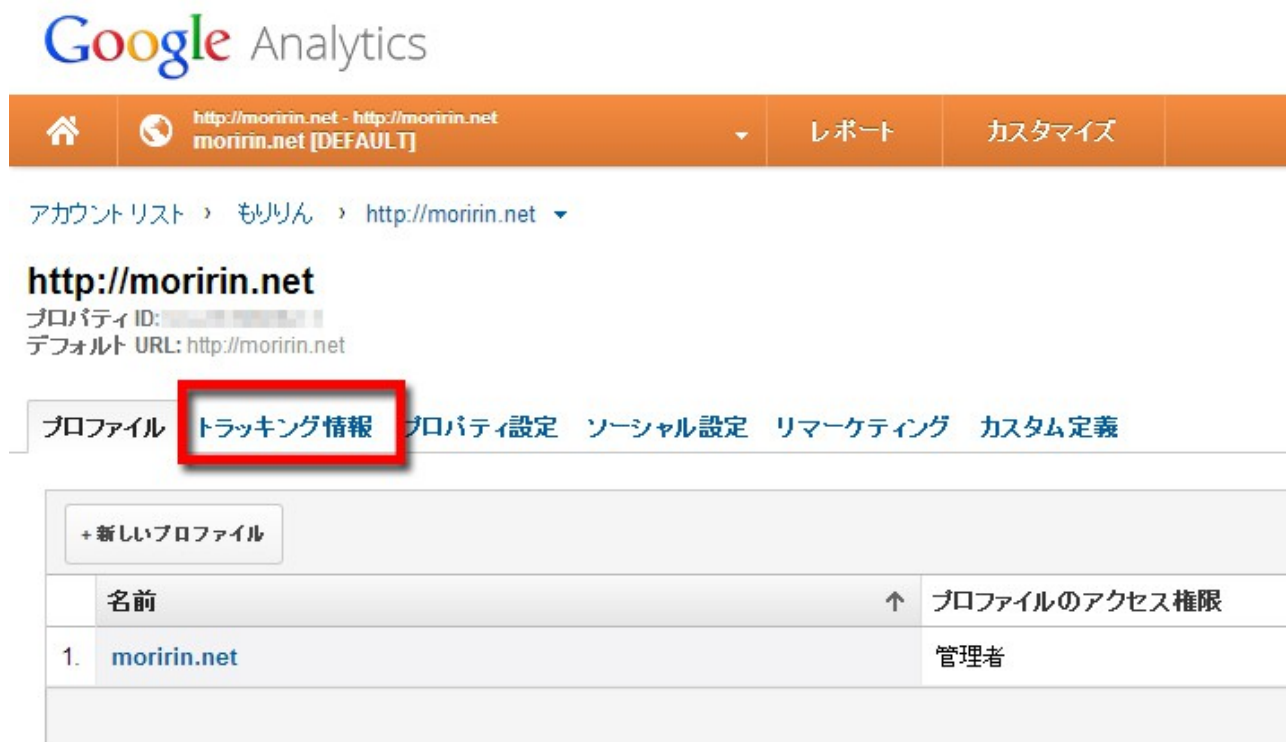 Google Analytics
http://moririn.net - http://moririn.net
moririn.net [DEFAULT]
レポート
カスタマイズ
アカウント リスト › もりりん › http://moririn.net
http://moririn.net
プロパティ ID:
デフォルト URL: http://moririn.net
プロファイル トラッキング情報 プロパティ設定 ソーシャル設定 リマーケティング カスタム定義
+新しいプロファイル
名前 ↑ プロファイルのアクセス権限
1. moririn.net 管理者